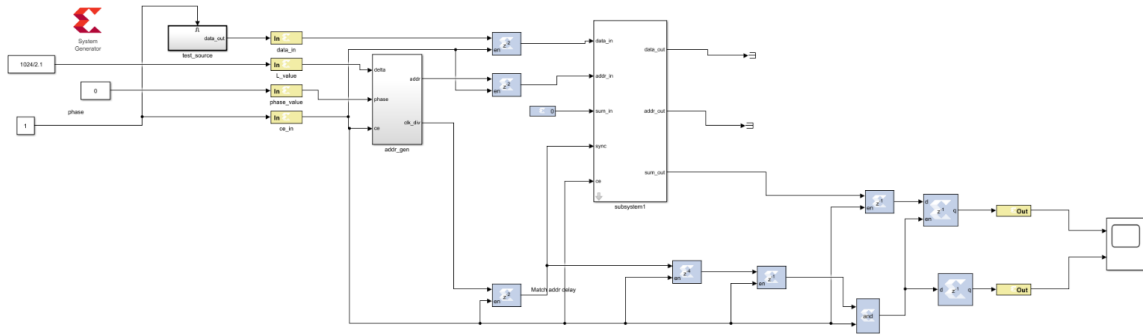 System
Generator
data_out
test_source
In
data_in
en
data_in
data_out
1024/2.1
In
L_value
delta
addr
en
addr_in
0
In
phase_value
phase
0
sum_in
addr_out
phase
1
In
ce_in
ce
clk_div
addr_gen
sync
sum_out
ce
subsystem1
en
d
en
q
Out
Match addr delay
en
en
en
and
d
q
Out